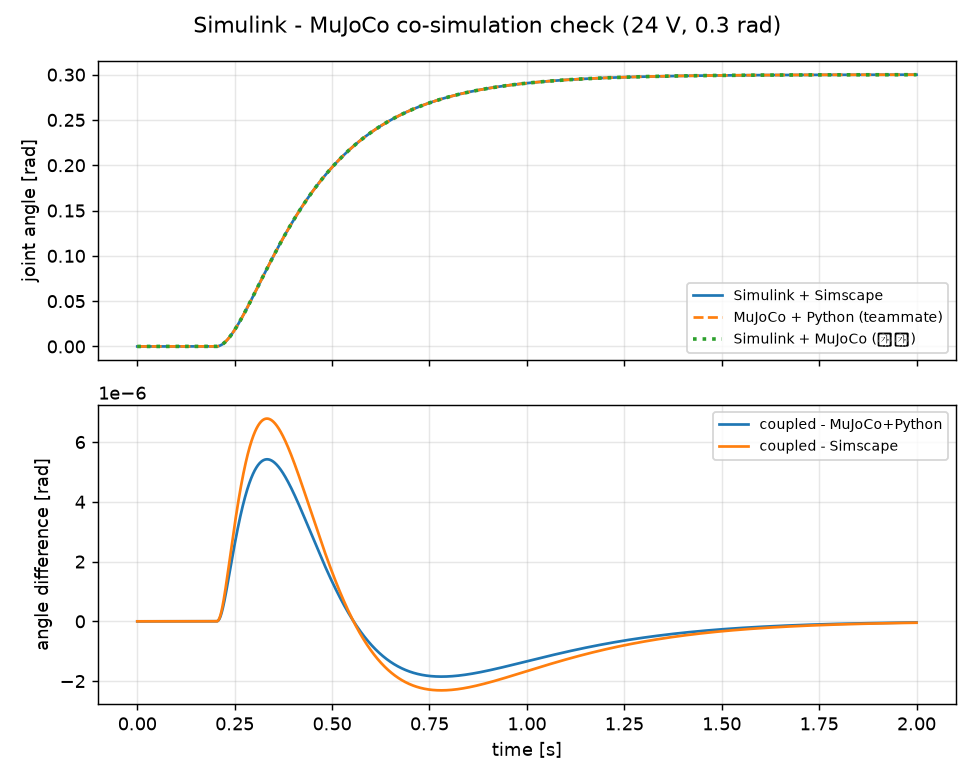 Simulink - MuJoCo co-simulation check (24 V, 0.3 rad)
0.30
0.25
0.20
0.15
0.10
0.05
0.00
joint angle [rad]
Simulink + Simscape
MuJoCo + Python (teammate)
Simulink + MuJoCo ()
1e−6
6
4
2
0
−2
angle difference [rad]
coupled - MuJoCo+Python
coupled - Simscape
0.00 0.25 0.50 0.75 1.00 1.25 1.50 1.75 2.00
time [s]